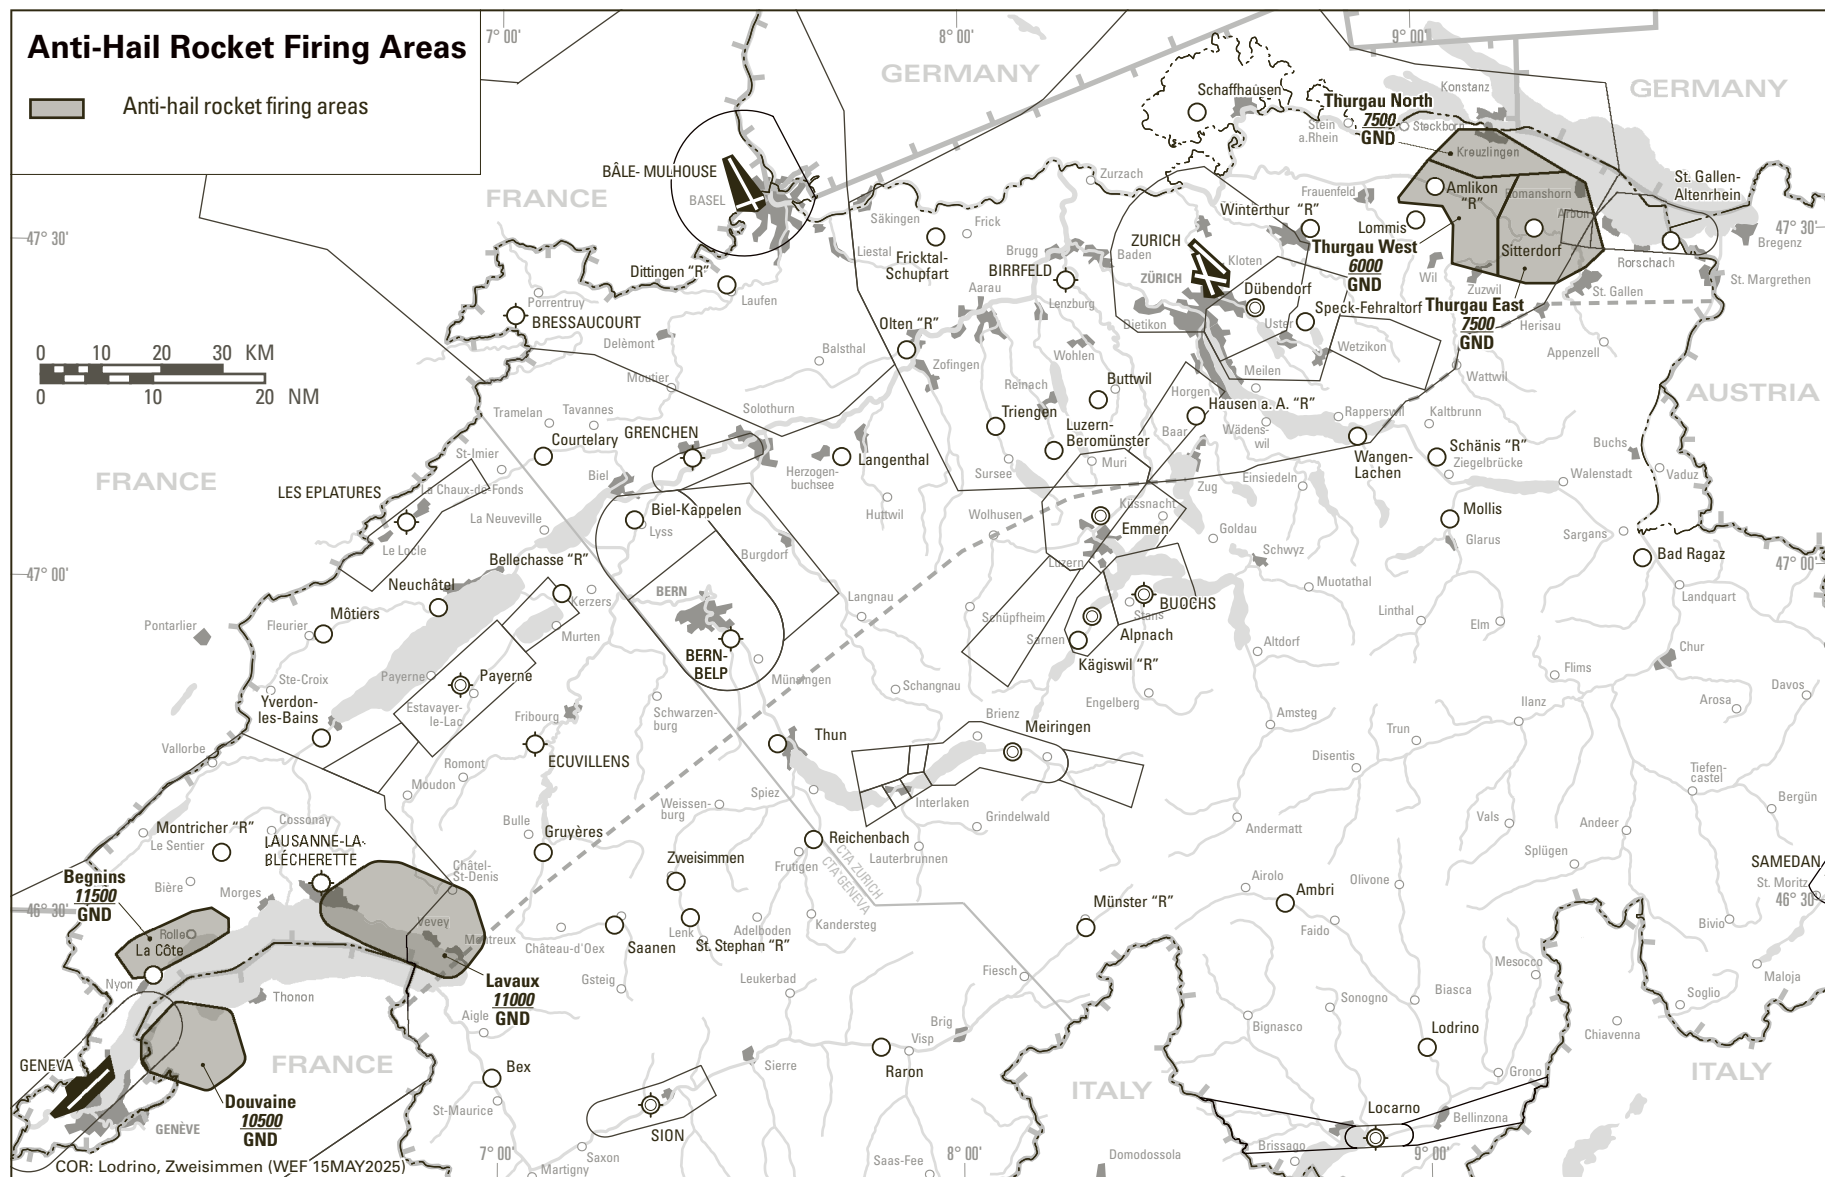 Anti-Hail Rocket Firing Areas
Anti-hail rocket firing areas
7° 00'
8° 00'
9° 00'
GERMANY
GERMANY
Schaffhausen
Konstanz
Thurgau North
7500
GND
Stein
a.Rhein
Steckborn
Kreuzlingen
BÂLE- MULHOUSE
FRANCE
BASEL
Zurzach
Frauenfeld
Amlikon
"R"
Romanshorn
St. Gallen-
Altenrhein
Säkingen
Frick
Winterthur "R"
Lommis
Arbon
47° 30'
47° 30'
Liestal
Fricktal-
Schupfart
Brugg
Baden
ZURICH
Kloten
Thurgau West
6000
GND
Sitterdorf
Bregenz
Dittingen "R"
Laufen
BIRRFELD
ZÜRICH
Wil
Zuzwil
Rorschach
St. Margrethen
Porrentruy
BRESSAUCOURT
Aarau
Lenzburg
Dübendorf
Speck-Fehraltorf
Thurgau East
7500
GND
St. Gallen
Herisau
Delèmont
Olten "R"
Dietikon
Uster
Wetzikon
Appenzell
0 10 20 30 KM
0 10 20 NM
Moutier
Balsthal
Zofingen
Wohlen
Meilen
Wattwil
Reinach
Buttwil
Horgen
AUSTRIA
Tramelan
Tavannes
Solothurn
Triengen
Hausen a. A. "R"
Rapperswil
Kaltbrunn
Courtelary
GRENCHEN
Luzern-
Beromünster
Baar
Wädens-
wil
St-Imier
Langenthal
Sursee
Muri
Wangen-
Lachen
Schänis "R"
Ziegelbrücke
Buchs
FRANCE
Biel
Herzogen-
buchsee
Zug
Einsiedeln
Walenstadt
Vaduz
LES EPLATURES
La Chaux-de-Fonds
La Neuveville
Biel-Kappelen
Lyss
Huttwil
Wolhusen
Küssnacht
Emmen
Goldau
Mollis
Le Locle
Burgdorf
Schwyz
Glarus
Sargans
Bellechasse "R"
Luzern
Bad Ragaz
47° 00'
47° 00'
Neuchâtel
Kerzers
BERN
Langnau
Schüpfheim
BUOCHS
Stans
Muotathal
Landquart
Môtiers
Fleurier
Pontarlier
Murten
BERN-
BELP
Sarnen
Alpnach
Altdorf
Linthal
Elm
Kägiswil "R"
Chur
Ste-Croix
Payerne
Payerne
Münsingen
Schangnau
Engelberg
Flims
Yverdon-
les-Bains
Estavayer-
le-Lac
Fribourg
Schwarzen-
burg
Brienz
Meiringen
Amsteg
Ilanz
Arosa
Davos
Vallorbe
ECUVILLENS
Thun
Trun
Disentis
Romont
Moudon
Spiez
Interlaken
Tiefen-
castel
Weissen-
burg
Grindelwald
Bergün
Montricher "R"
Cossonay
Bulle
Gruyères
Reichenbach
Andermatt
Vals
Andeer
Le Sentier
LAUSANNE-LA-
BLÉCHERETTE
Châtel-
St-Denis
Zweisimmen
Frutigen
Lauterbrunnen
CTA ZURICH
CTA GENEVA
Splügen
SAMEDAN
Begnins
11500
GND
Bière
Morges
Airolo
Ambri
Olivone
St. Moritz
46° 30'
46° 30'
Münster "R"
Vevey
Rolle
La Côte
Montreux
Château-d'Oex
Saanen
Lenk
St. Stephan "R"
Adelboden
Kandersteg
Faido
Bivio
Nyon
Lavaux
11000
GND
Gsteig
Leukerbad
Fiesch
Mesocco
Maloja
Thonon
Sonogno
Biasca
Soglio
Aigle
Bignasco
Lodrino
Chiavenna
FRANCE
Brig
Visp
GENEVA
Bex
Sierre
Raron
Grono
ITALY
ITALY
Douvaine
10500
GND
St-Maurice
Locarno
Bellinzona
GENÈVE
SION
Brissago
COR: Lodrino, Zweisimmen (WEF 15MAY2025)
7° 00'
Saxon
Martigny
Saas-Fee
8° 00'
Domodossola
9° 00'